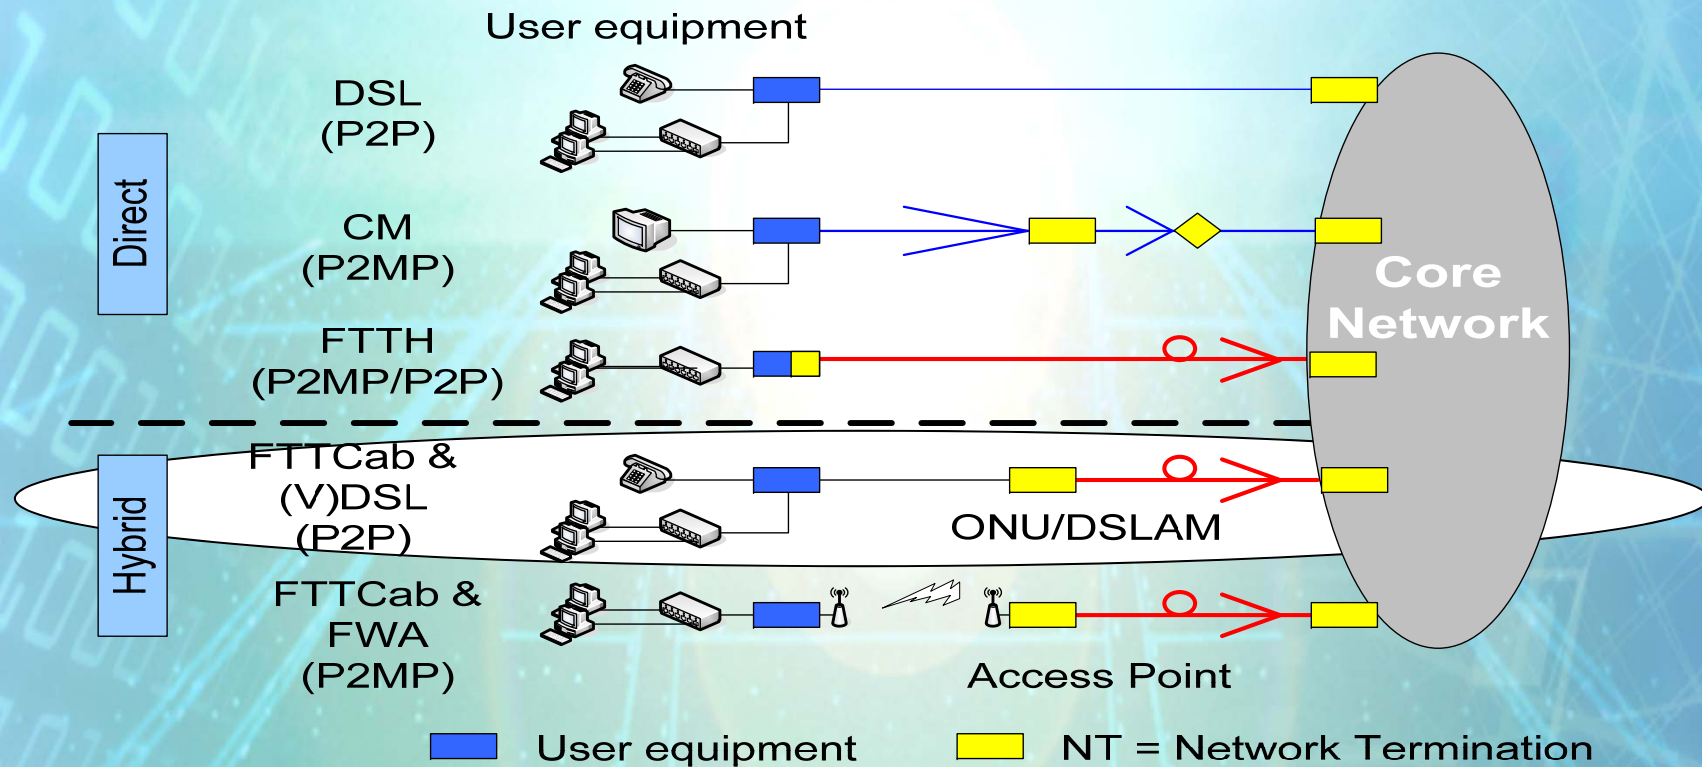 User equipment
DSL
(P2P)
Direct
CM
(P2MP)
Core
Network
FTTH
(P2MP/P2P)
FTTCab &
(V)DSL
(P2P)
ONU/DSLAM
Hybrid
FTTCab &
FWA
(P2MP)
Access Point
User equipment
NT = Network Termination